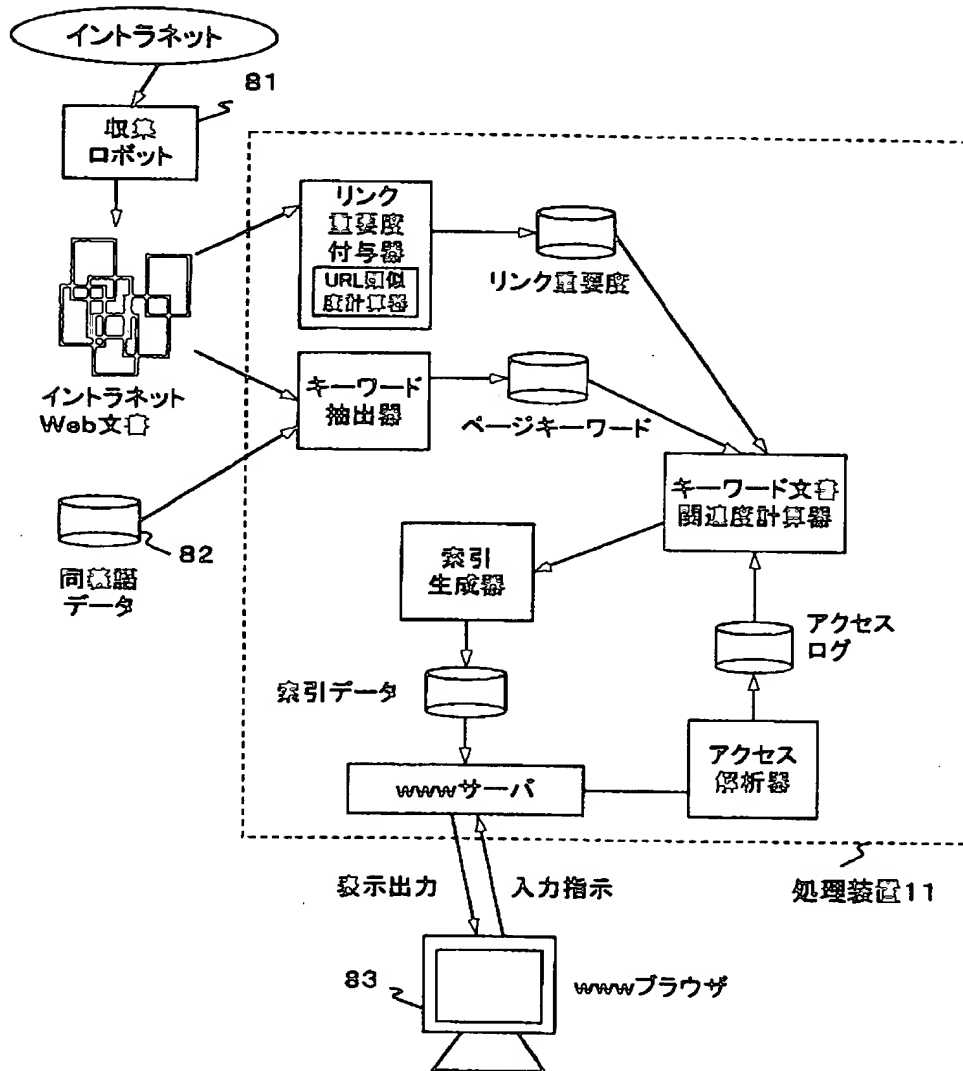 イントラネット
81
収集
ロボット
リンク
重要度
付与器
URL類似
度計算器
リンク重要度
イントラネット
Web文書
キーワード
抽出器
ページキーワード
キーワード文書
関連度計算器
82
同義語
データ
索引
生成器
アクセス
ログ
索引データ
アクセス
解析器
wwwサーバ
表示出力
入力指示
処理装置11
83
wwwブラウザ